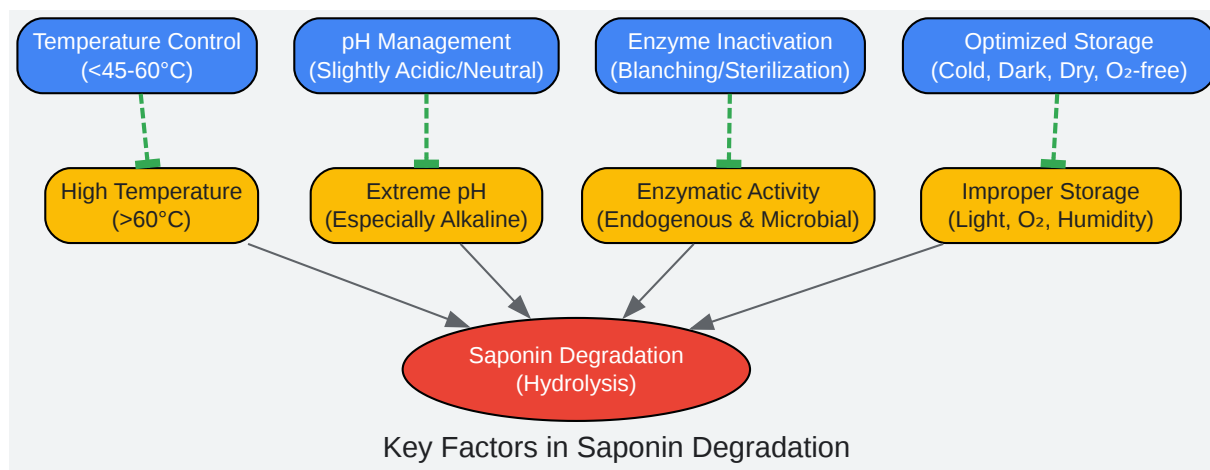 Temperature Control
(<45-60°C)
pH Management
(Slightly Acidic/Neutral)
Enzyme Inactivation
(Blanching/Sterilization)
Optimized Storage
(Cold, Dark, Dry, O₂-free)
High Temperature
(>60°C)
Extreme pH
(Especially Alkaline)
Enzymatic Activity
(Endogenous & Microbial)
Improper Storage
(Light, O₂, Humidity)
Saponin Degradation
(Hydrolysis)
Key Factors in Saponin Degradation